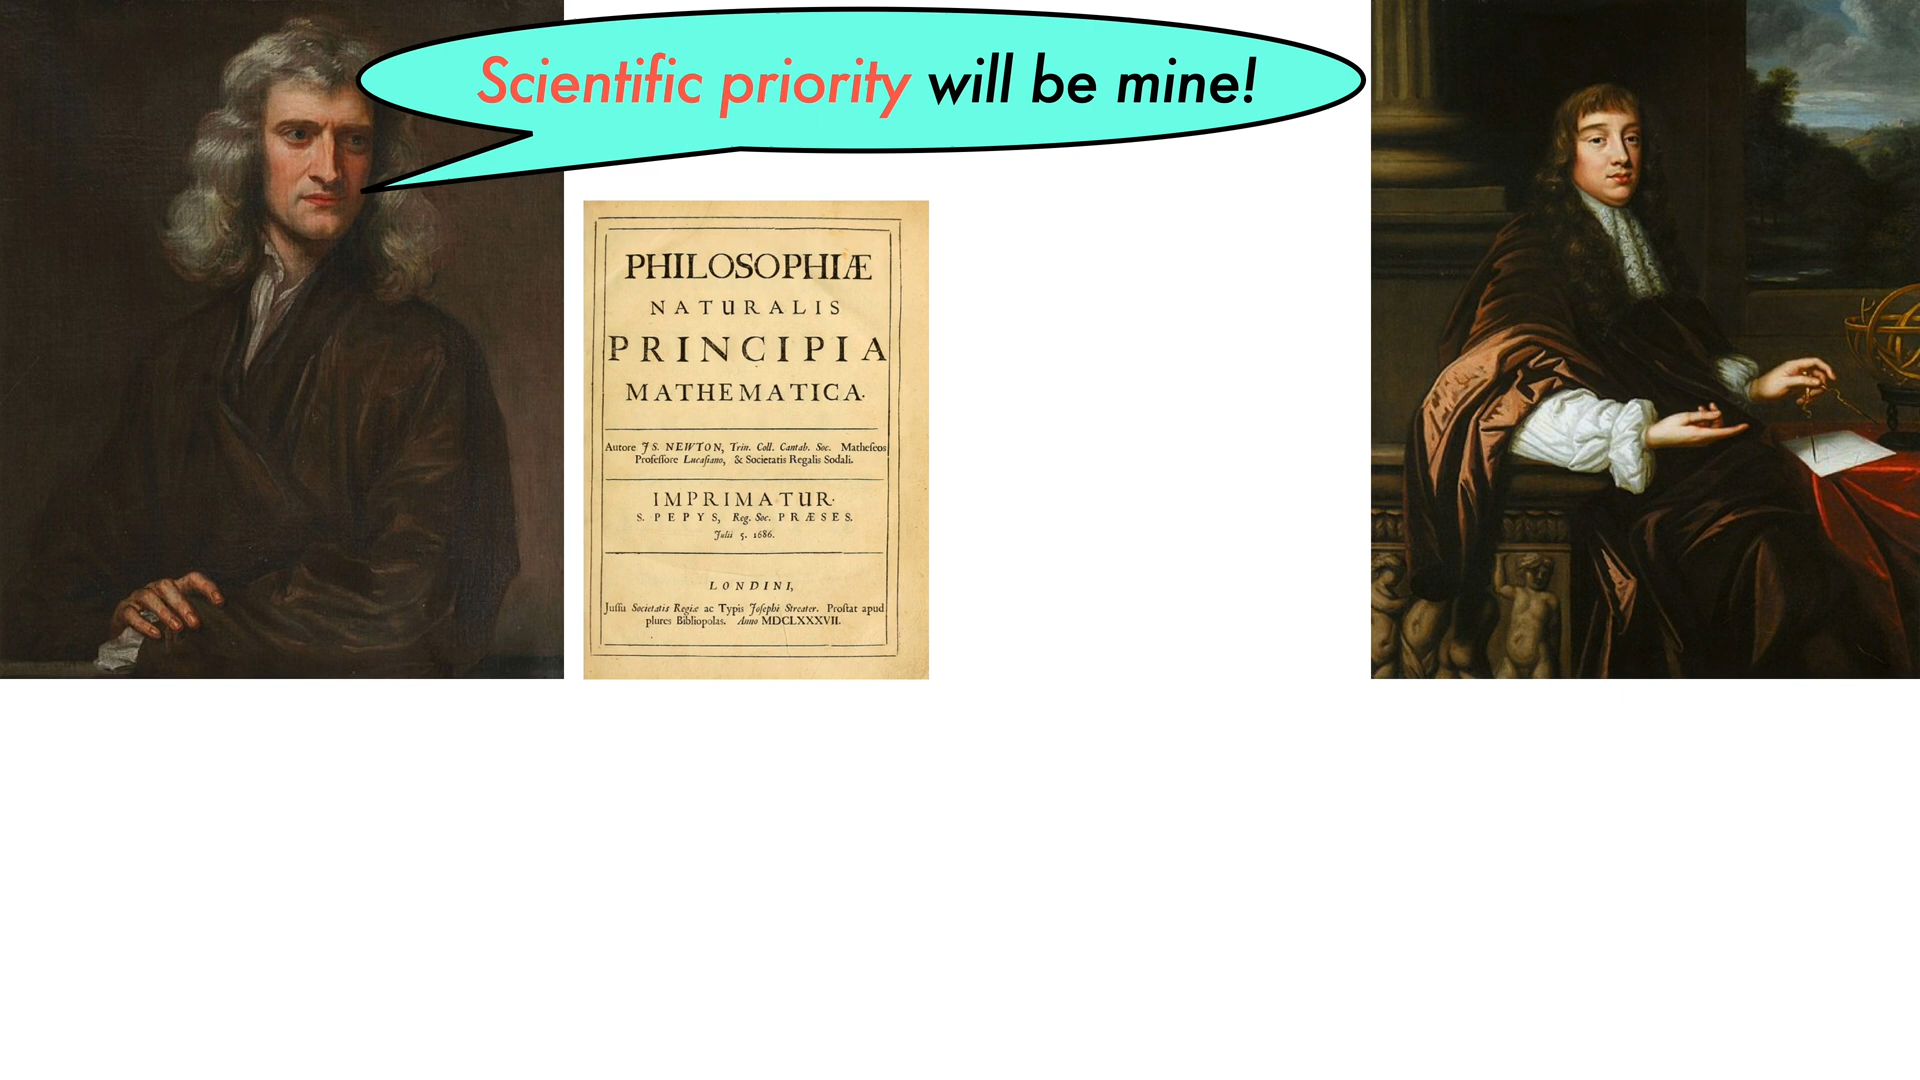 Scientific priority will be mine!
PHILOSOPHIÆ
NATURALIS
PRINCIPIA
MATHEMATICA.
Autore JS. NEWTON, Trin. Coll. Cantab. Soc. Matheſeos
Profeſſore Lucaſiano, & Societatis Regalis Sodali.
IMPRIMATUR·
S. PEPYS, Reg. Soc. PRÆSES.
Julii 5. 1686.
LONDINI,
Juſſu Societatis Regiæ ac Typis Joſephi Streater. Proſtat apud
plures Bibliopolas. Anno MDCLXXXVII.